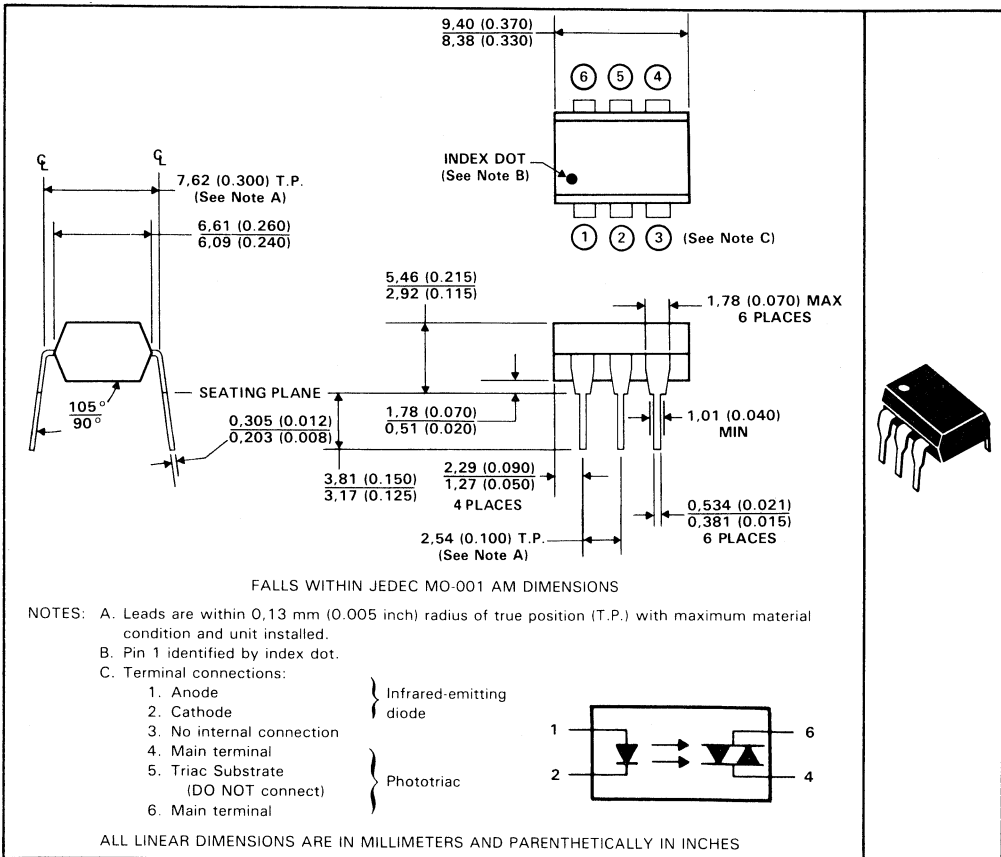 9,40 (0.370)
8,38 (0.330)
6 5 4
INDEX DOT
(See Note B)
1 2 3 (See Note C)
℄ ℄
7,62 (0.300) T.P.
(See Note A)
6,61 (0.260)
6,09 (0.240)
5,46 (0.215)
2,92 (0.115)
1,78 (0.070) MAX
6 PLACES
SEATING PLANE
105°
90°
0,305 (0.012)
0,203 (0.008)
1,78 (0.070)
0,51 (0.020)
1,01 (0.040)
MIN
3,81 (0.150)
3,17 (0.125)
2,29 (0.090)
1,27 (0.050)
4 PLACES
0,534 (0.021)
0,381 (0.015)
6 PLACES
2,54 (0.100) T.P.
(See Note A)
FALLS WITHIN JEDEC MO-001 AM DIMENSIONS
NOTES: A. Leads are within 0,13 mm (0.005 inch) radius of true position (T.P.) with maximum material
condition and unit installed.
B. Pin 1 identified by index dot.
C. Terminal connections:
1. Anode
2. Cathode
Infrared-emitting
diode
3. No internal connection
4. Main terminal
5. Triac Substrate
(DO NOT connect)
6. Main terminal
Phototriac
1 6
2 4
ALL LINEAR DIMENSIONS ARE IN MILLIMETERS AND PARENTHETICALLY IN INCHES